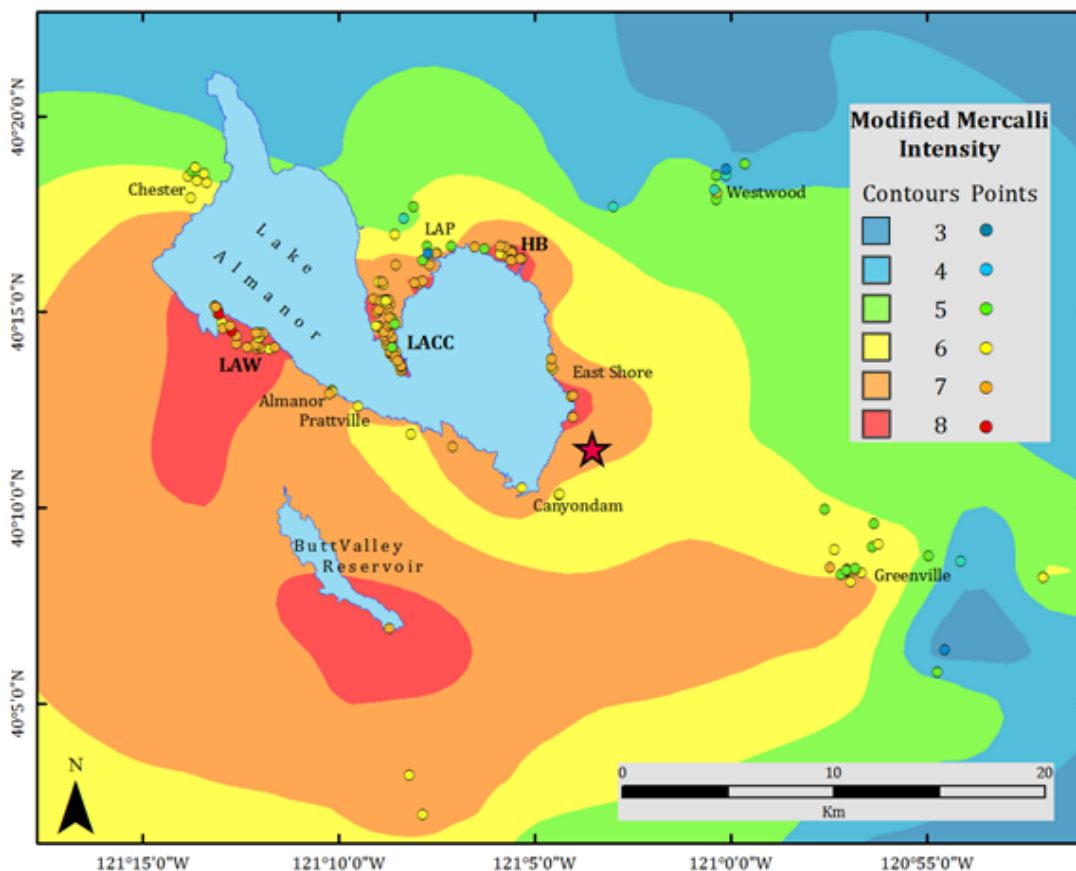 40°20'0"N
40°15'0"N
40°10'0"N
40°5'0"N
121°15'0"W
121°10'0"W
121°5'0"W
121°0'0"W
120°55'0"W
Modified Mercalli
Intensity
Contours Points
3
4
5
6
7
8
Chester
Lake
Almanor
LAP
HB
Westwood
LACC
LAW
East Shore
Almanor
Prattville
Canyondam
ButtValley
Reservoir
Greenville
N
0 10 20
Km